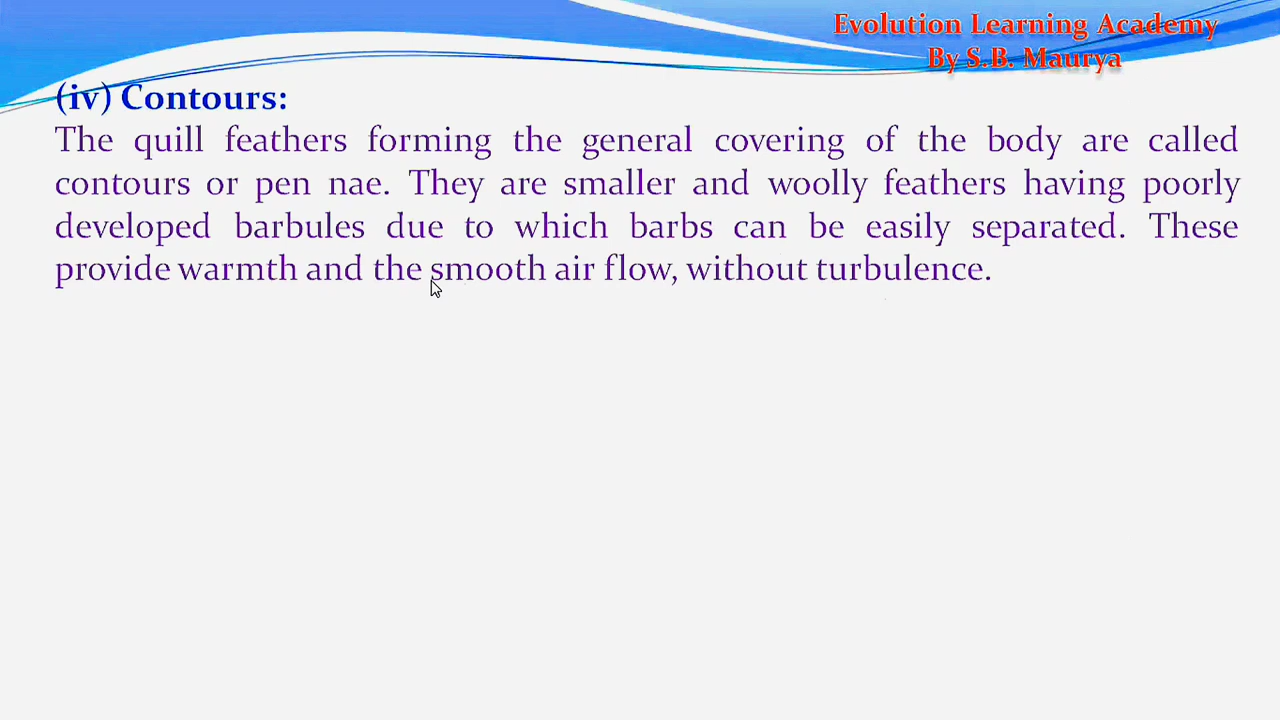 Evolution Learning Academy
By S.B. Maurya
(iv) Contours:
The quill feathers forming the general covering of the body are called
contours or pen nae. They are smaller and woolly feathers having poorly
developed barbules due to which barbs can be easily separated. These
provide warmth and the smooth air flow, without turbulence.